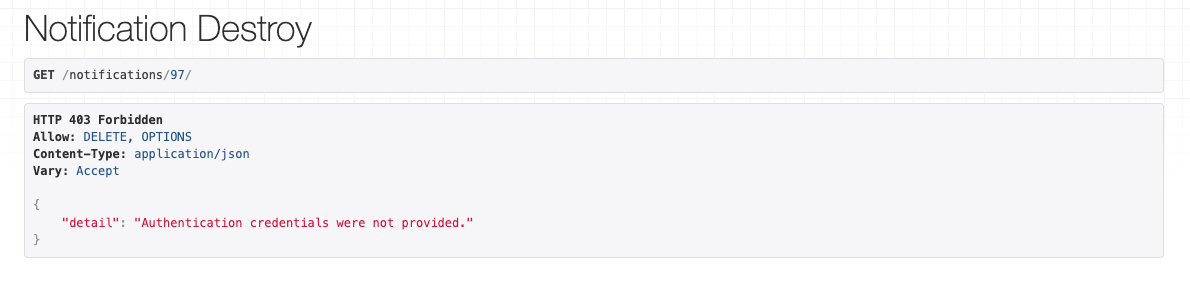 Notification Destroy
GET /notifications/97/
HTTP 403 Forbidden
Allow: DELETE, OPTIONS
Content-Type: application/json
Vary: Accept
{
    "detail": "Authentication credentials were not provided."
}